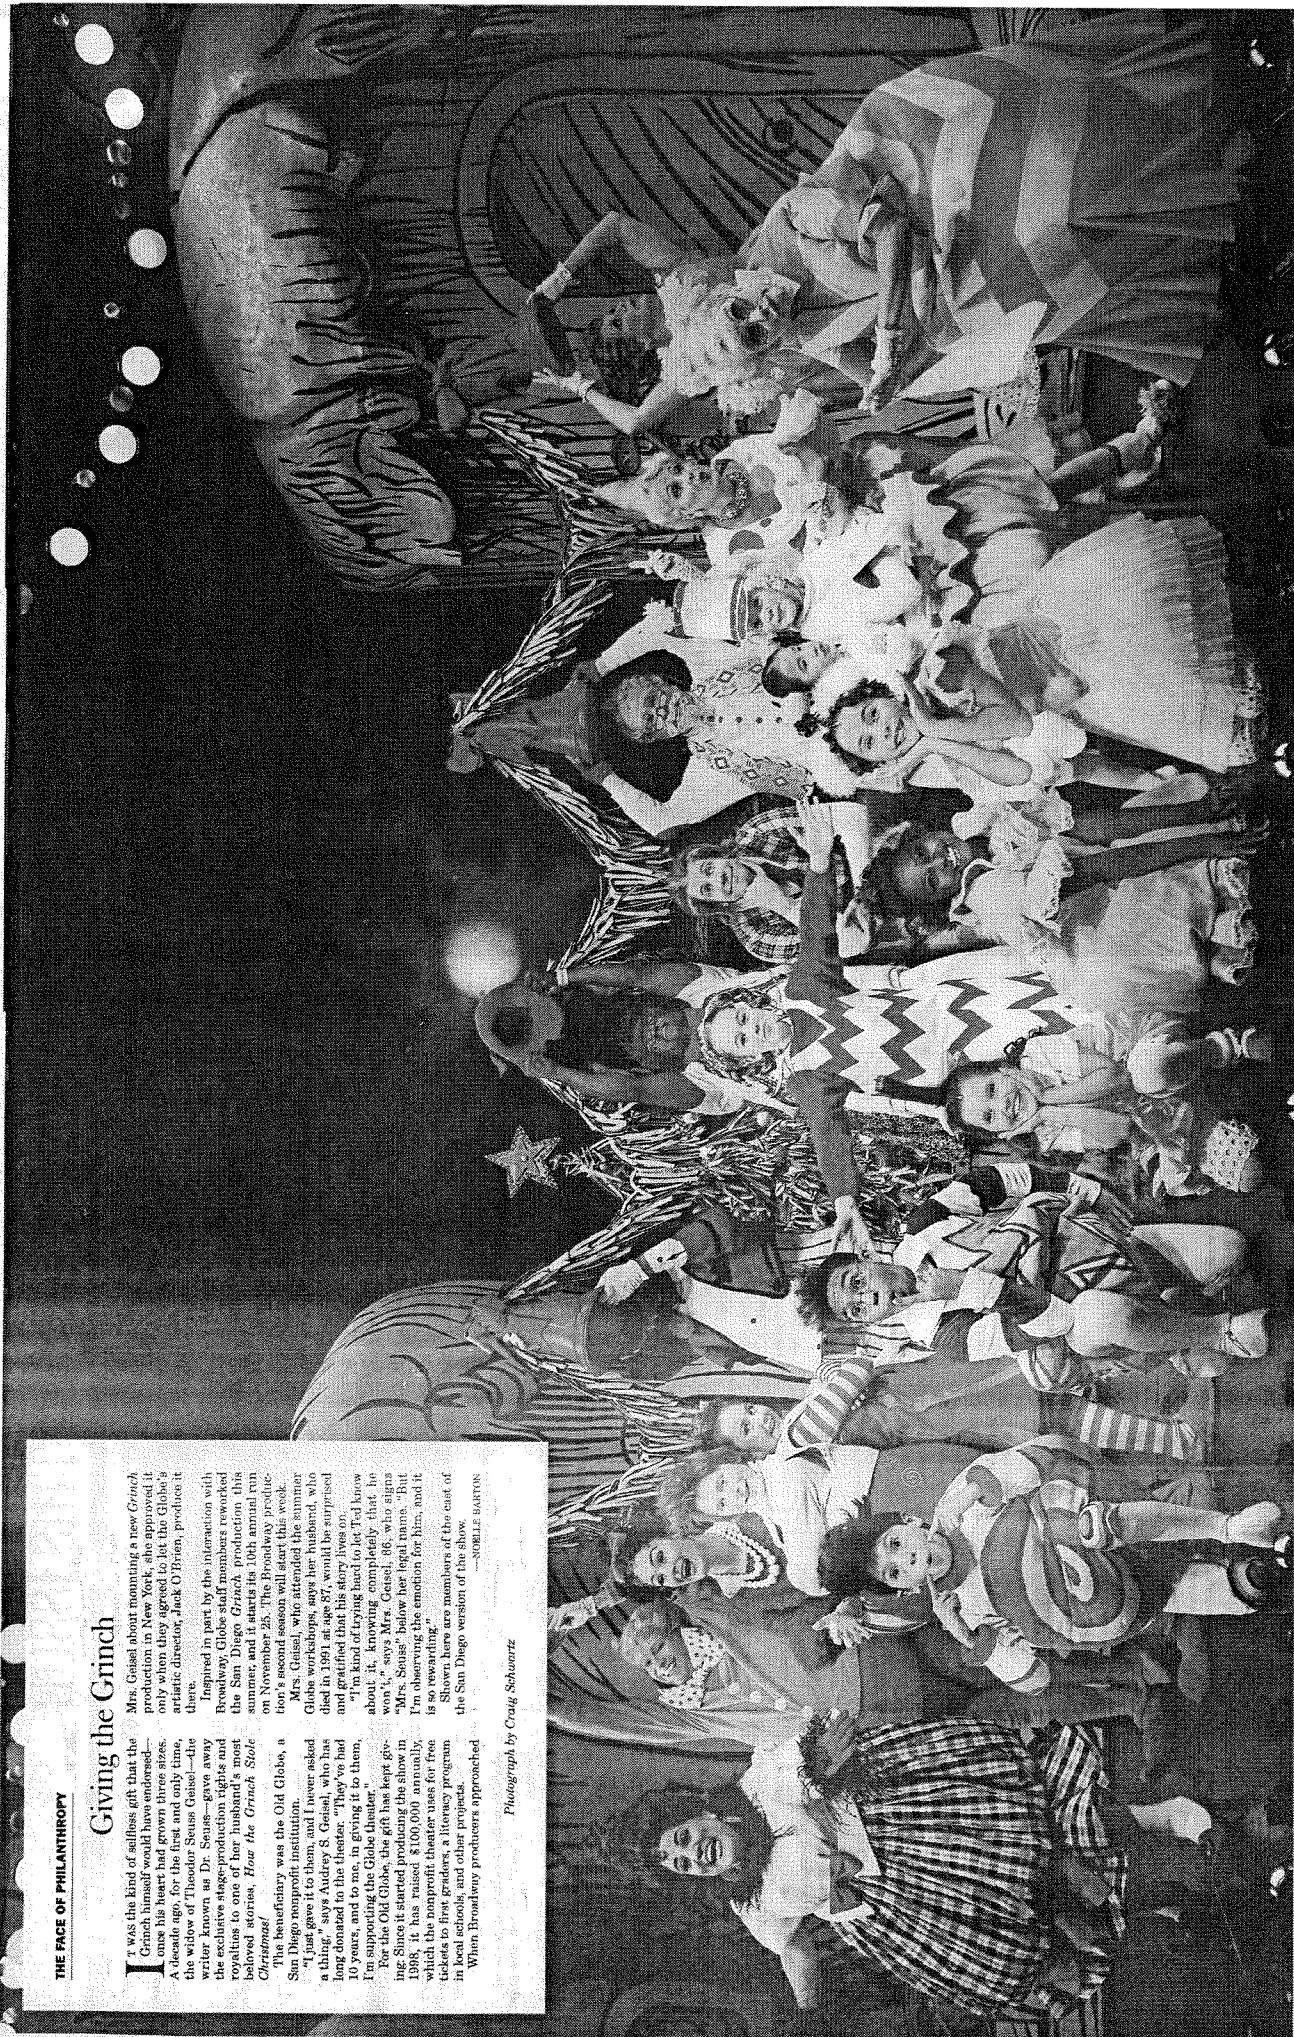 THE FACE OF PHILANTHROPY
Giving the Grinch
IT WAS the kind of selfless gift that the
Grinch himself would have endorsed—
once his heart had grown three sizes.
A decade ago, for the first and only time,
the widow of Theodor Seuss Geisel—the
writer known as Dr. Seuss—gave away
the exclusive stage-production rights and
royalties to one of her husband's most
beloved stories, How the Grinch Stole
Christmas!
The beneficiary was the Old Globe, a
San Diego nonprofit institution.
"I just gave it to them, and I never asked
a thing," says Audrey S. Geisel, who has
long donated to the theater. "They've had
10 years, and to me, in giving it to them,
I'm supporting the Globe theater."
For the Old Globe, the gift has kept giv-
ing: Since it started producing the show in
1998, it has raised $100,000 annually,
which the nonprofit theater uses for free
tickets to first graders, a literacy program
in local schools, and other projects.
When Broadway producers approached
Mrs. Geisel about mounting a new Grinch
production in New York, she approved it
only when they agreed to let the Globe's
artistic director, Jack O'Brien, produce it
there.
Inspired in part by the interaction with
Broadway, Globe staff members reworked
the San Diego Grinch production this
summer, and it starts its 10th annual run
on November 25. The Broadway produc-
tion's second season will start this week.
Mrs. Geisel, who attended the summer
Globe workshops, says her husband, who
died in 1991 at age 87, would be surprised
and gratified that his story lives on.
"I'm kind of trying hard to let Ted know
about it, knowing completely that he
won't," says Mrs. Geisel, 86, who signs
"Mrs. Seuss" below her legal name. "But
I'm observing the emotion for him, and it
is so rewarding."
Shown here are members of the cast of
the San Diego version of the show.
—NOELLE BARTON
Photograph by Craig Schwartz